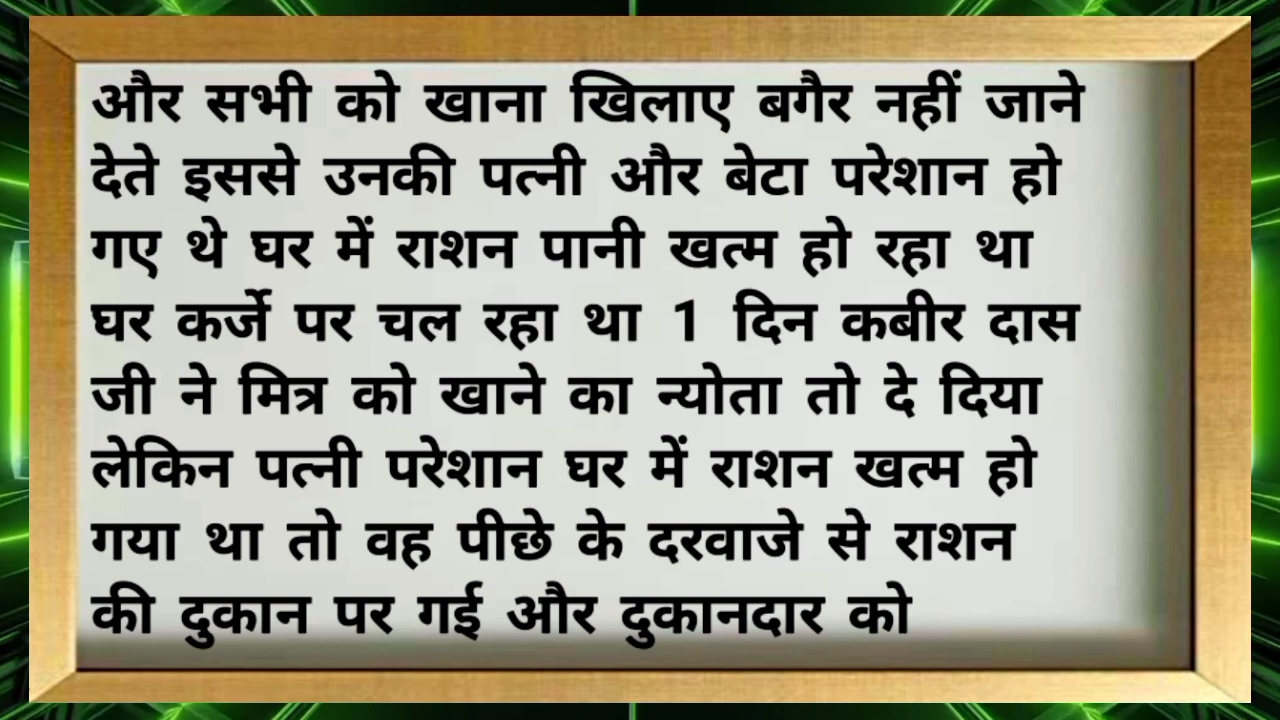 और सभी को खाना खिलाए बगैर नहीं जाने
देते इससे उनकी पत्नी और बेटा परेशान हो
गए थे घर में राशन पानी खत्म हो रहा था
घर कर्जे पर चल रहा था 1 दिन कबीर दास
जी ने मित्र को खाने का न्योता तो दे दिया
लेकिन पत्नी परेशान घर में राशन खत्म हो
गया था तो वह पीछे के दरवाजे से राशन
की दुकान पर गई और दुकानदार को